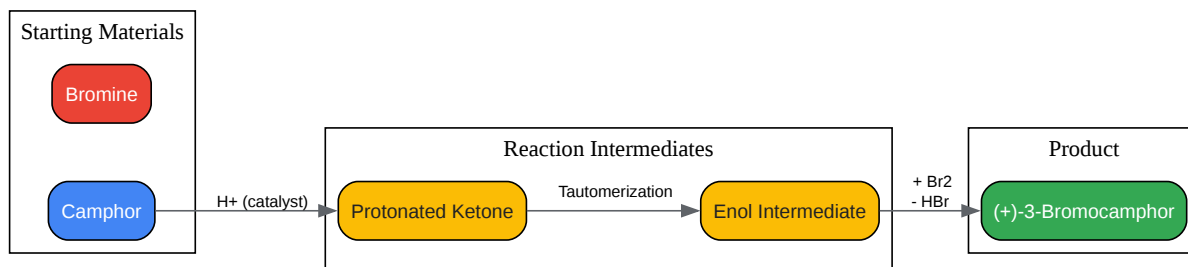 Starting Materials
Bromine
Camphor
H+ (catalyst)
Reaction Intermediates
Protonated Ketone
Tautomerization
Enol Intermediate
+ Br2
- HBr
Product
(+)-3-Bromocamphor